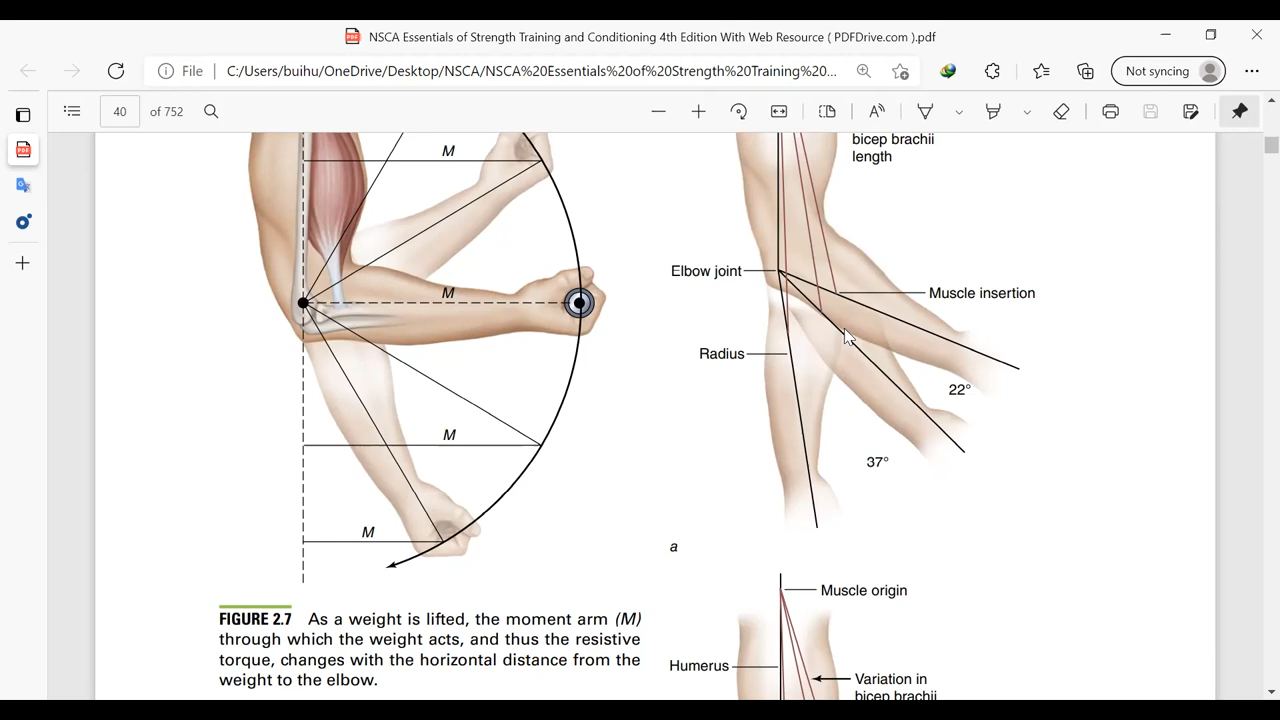 NSCA Essentials of Strength Training and Conditioning 4th Edition With Web Resource ( PDFDrive.com ).pdf
File
C:/Users/buihu/OneDrive/Desktop/NSCA/NSCA%20Essentials%20of%20Strength%20Training%20...
Not syncing
40
of 752
M
M
M
M
FIGURE 2.7 As a weight is lifted, the moment arm (M)
through which the weight acts, and thus the resistive
torque, changes with the horizontal distance from the
weight to the elbow.
bicep brachii
length
Elbow joint
Muscle insertion
Radius
22°
37°
a
Muscle origin
Humerus
Variation in
bicep brachii